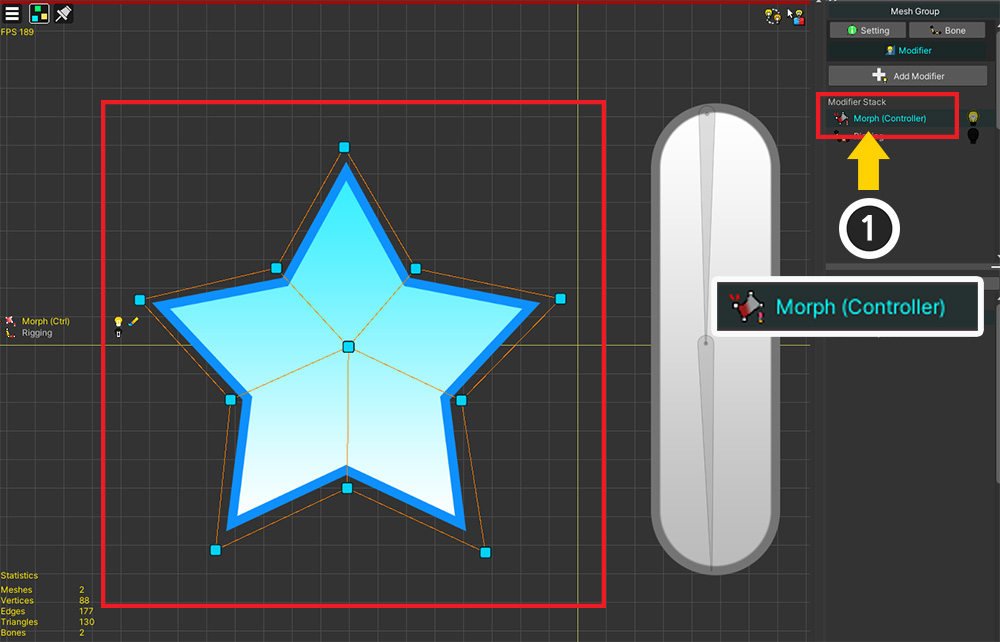 FPS 189
Mesh Group
Setting
Bone
Modifier
Add Modifier
Modifier Stack
Morph (Controller)
Rigging
1
Morph (Controller)
Morph (Ctrl)
Rigging
Statistics
Meshes 2
Vertices 88
Edges 177
Triangles 130
Bones 2